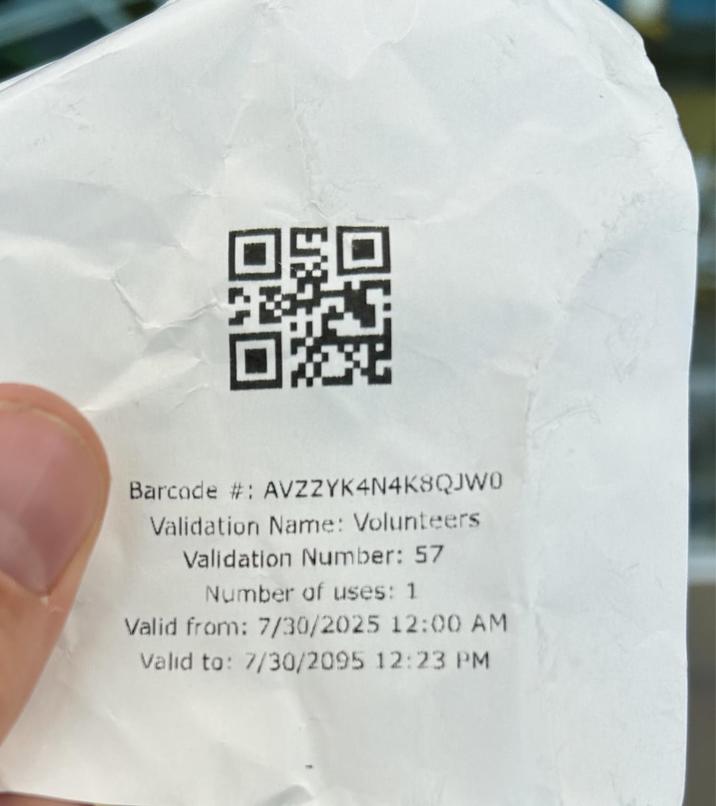 Barcode #: AVZZYK4N4K8QJW0
Validation Name: Volunteers
Validation Number: 57
Number of uses: 1
Valid from: 7/30/2025 12:00 AM
Valid to: 7/30/2095 12:23 PM